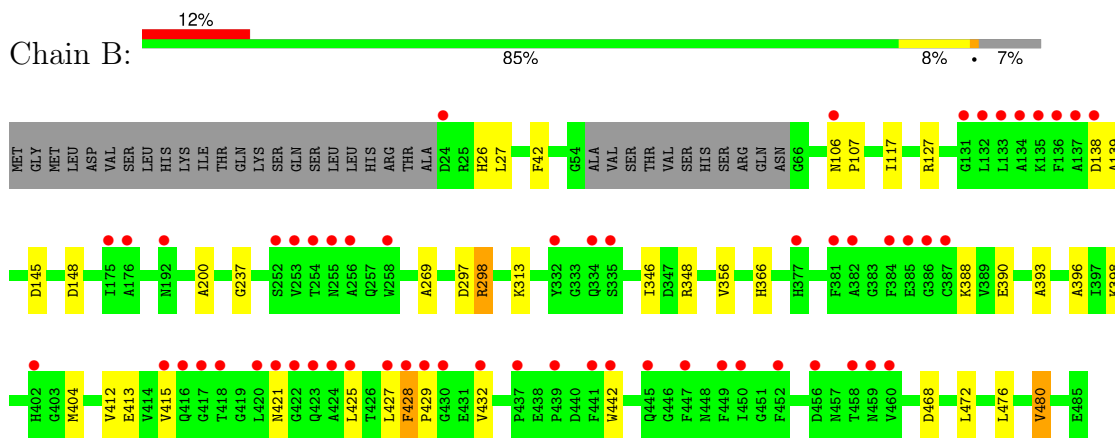 12%
Chain B:
85% 8% • 7%
MET GLY MET LEU ASP VAL SER LEU HIS LYS ILE THR GLN LYS SER GLN SER LEU LEU HIS ARG THR ALA D24 R25 H26 L27 F42 G54 ALA VAL SER THR VAL SER HIS SER ARG GLN ASN G66 N106 P107 I117 R127 G131 L132 L133 A134 K135 F136 A137 D138 A139
D145 D148 I175 A176 N192 A200 G237 S252 V253 T254 N255 A256 Q257 W258 A269 D297 R298 K313 Y332 G333 Q334 S335 I346 D347 R348 V356 H366 H377 F381 A382 G383 F384 E385 G386 C387 K388 V389 E390 A393 A396 I397 K398
H402 G403 M404 V412 E413 V414 V415 Q416 G417 T418 G419 L420 N421 G422 Q423 A424 L425 T426 L427 F428 P429 G430 E431 V432 P437 E438 P439 D440 F441 W442 Q445 G446 F447 N448 F449 I450 G451 F452 D456 N457 T458 N459 V460 D468 L472 L476 V480 E485